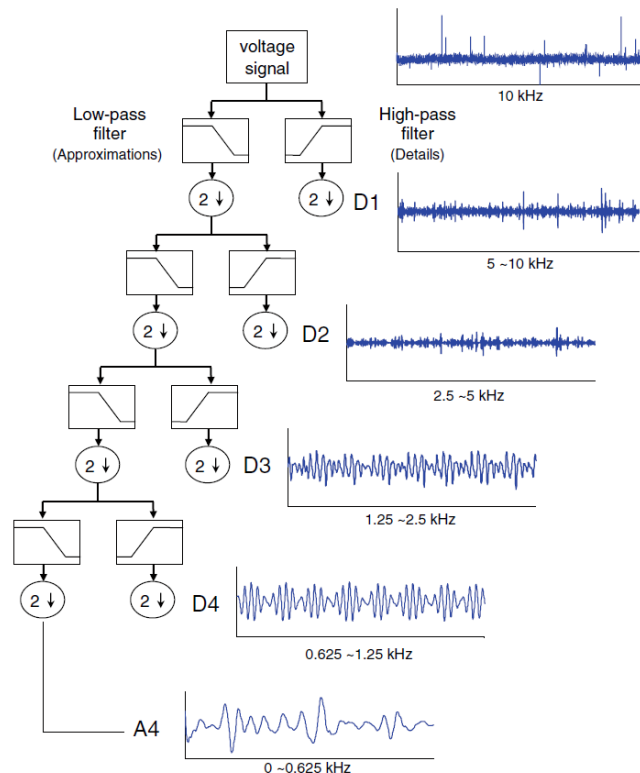 voltage
signal
10 kHz
Low-pass
filter
(Approximations)
High-pass
filter
(Details)
2 ↓
2 ↓
D1
5 ~10 kHz
2 ↓
2 ↓
D2
2.5 ~5 kHz
2 ↓
2 ↓
D3
1.25 ~2.5 kHz
2 ↓
2 ↓
D4
0.625 ~1.25 kHz
A4
0 ~0.625 kHz